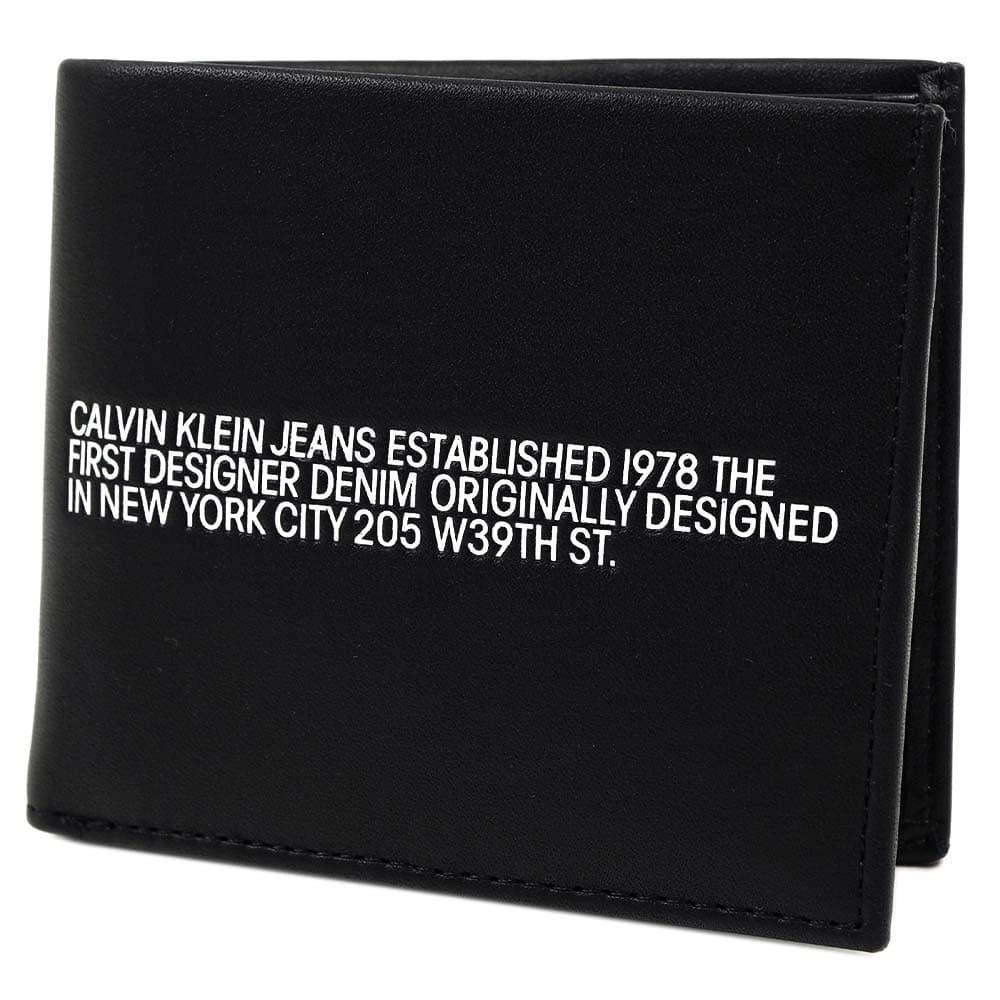 CALVIN KLEIN JEANS ESTABLISHED 1978 THE
FIRST DESIGNER DENIM ORIGINALLY DESIGNED
IN NEW YORK CITY 205 W39TH ST.